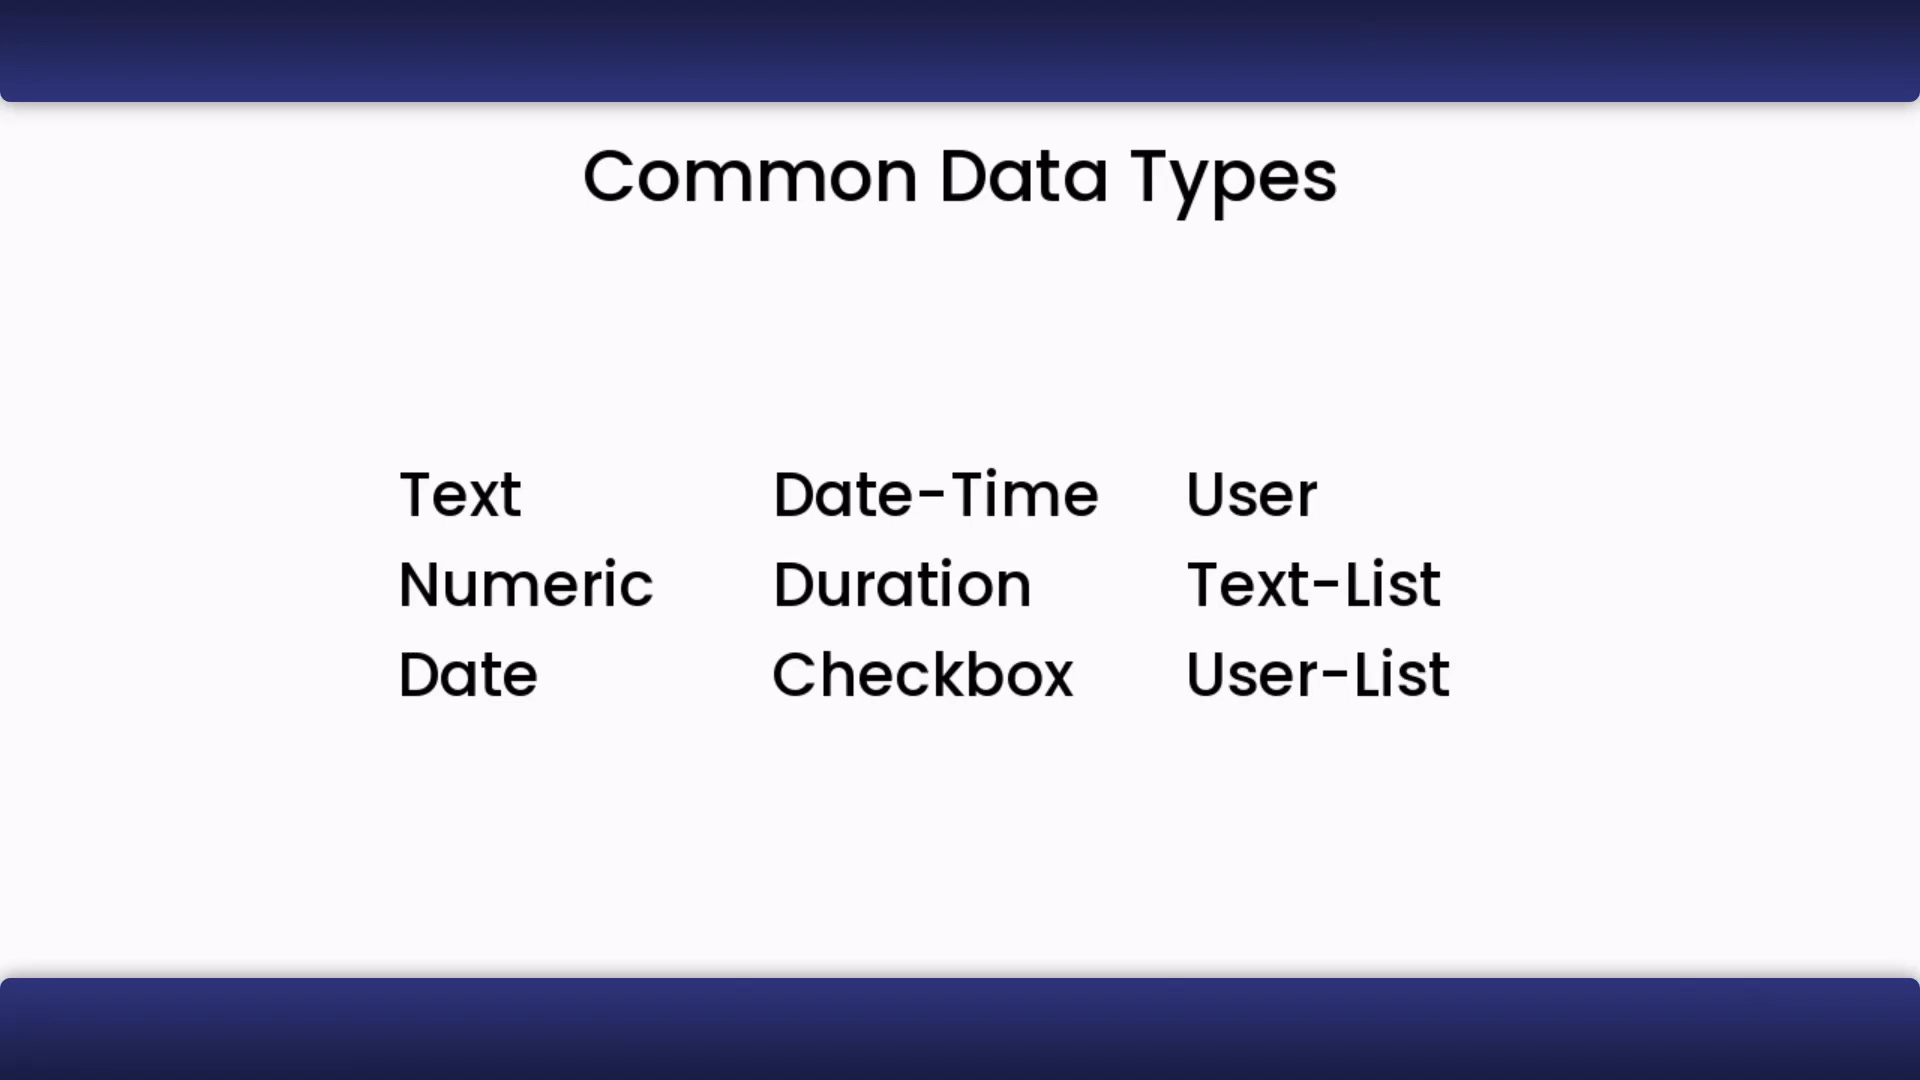 Common Data Types
Text
Numeric
Date
Date-Time
Duration
Checkbox
User
Text-List
User-List